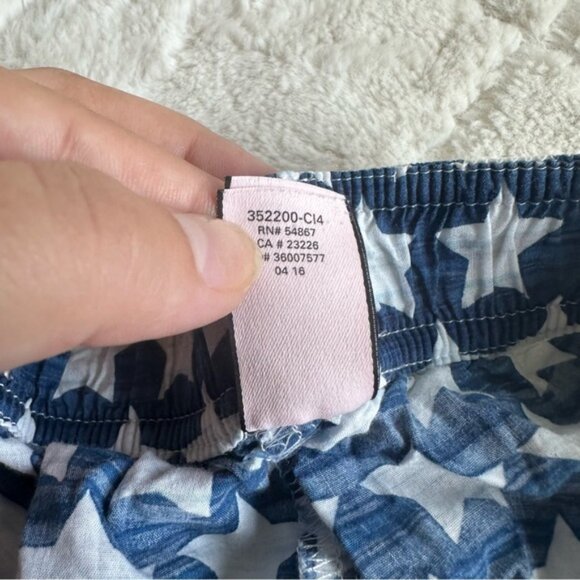 352200-CI4
RN# 54867
CA # 23226
# 36007577
04 16